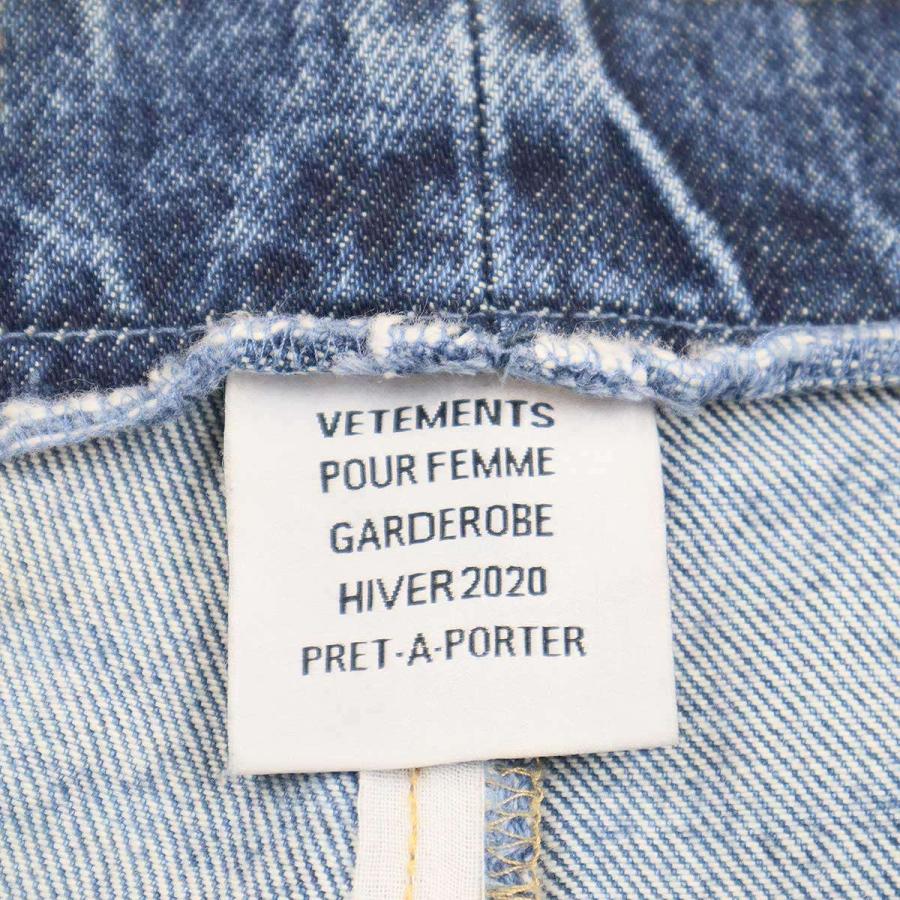 VETEMENTS
POUR FEMME
GARDEROBE
HIVER 2020
PRET-A-PORTER